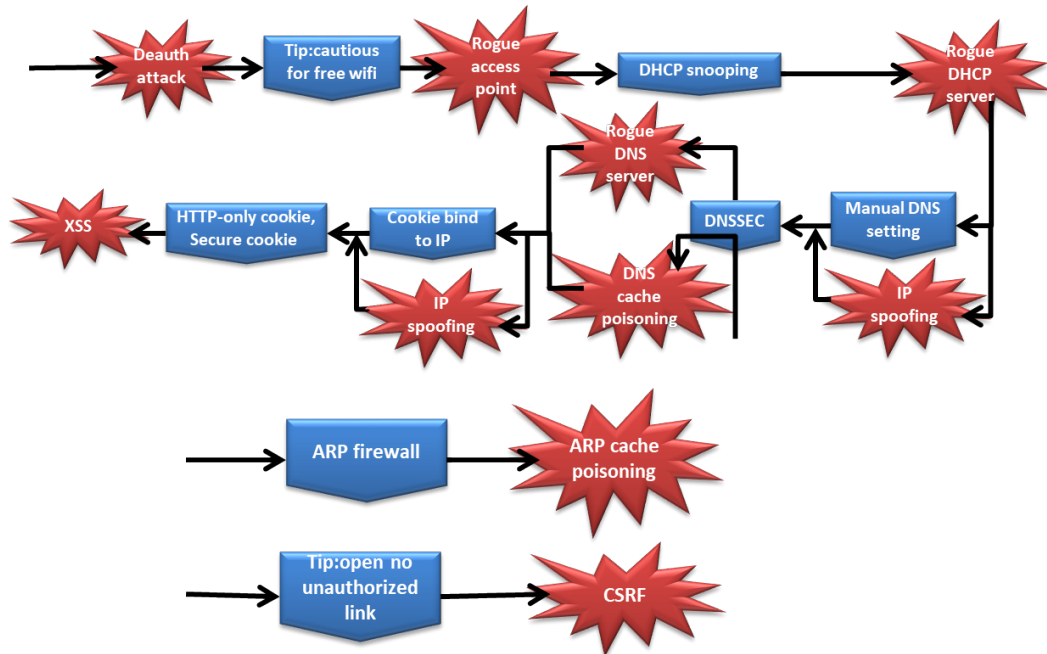 Deauth
attack
Tip:cautious
for free wifi
Rogue
access
point
DHCP snooping
Rogue
DHCP
server
Rogue
DNS
server
XSS
HTTP-only cookie,
Secure cookie
Cookie bind
to IP
DNSSEC
Manual DNS
setting
IP
spoofing
DNS
cache
poisoning
IP
spoofing
ARP firewall
ARP cache
poisoning
Tip:open no
unauthorized
link
CSRF